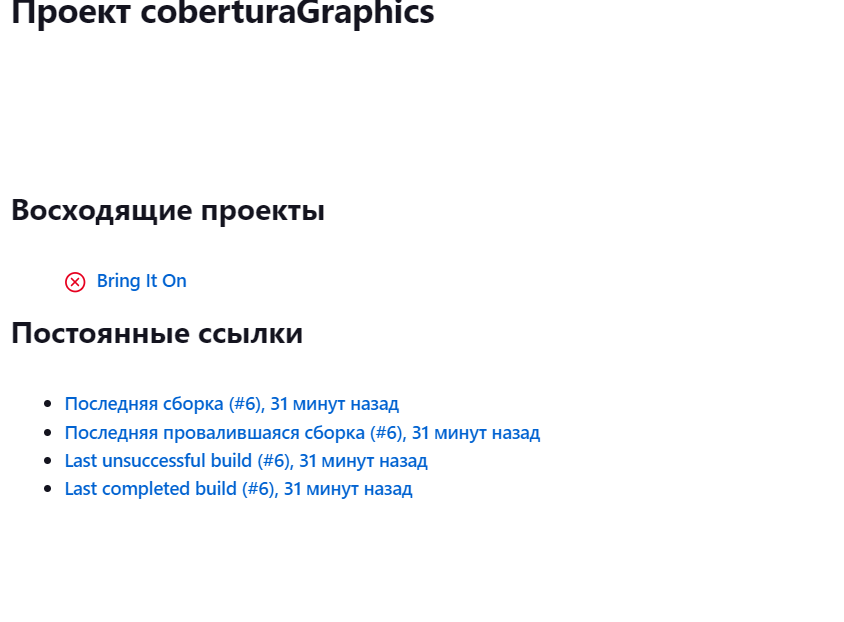 Проект coberturaGraphics
Восходящие проекты
Bring It On
Постоянные ссылки
Последняя сборка (#6), 31 минут назад
Последняя провалившаяся сборка (#6), 31 минут назад
Last unsuccessful build (#6), 31 минут назад
Last completed build (#6), 31 минут назад